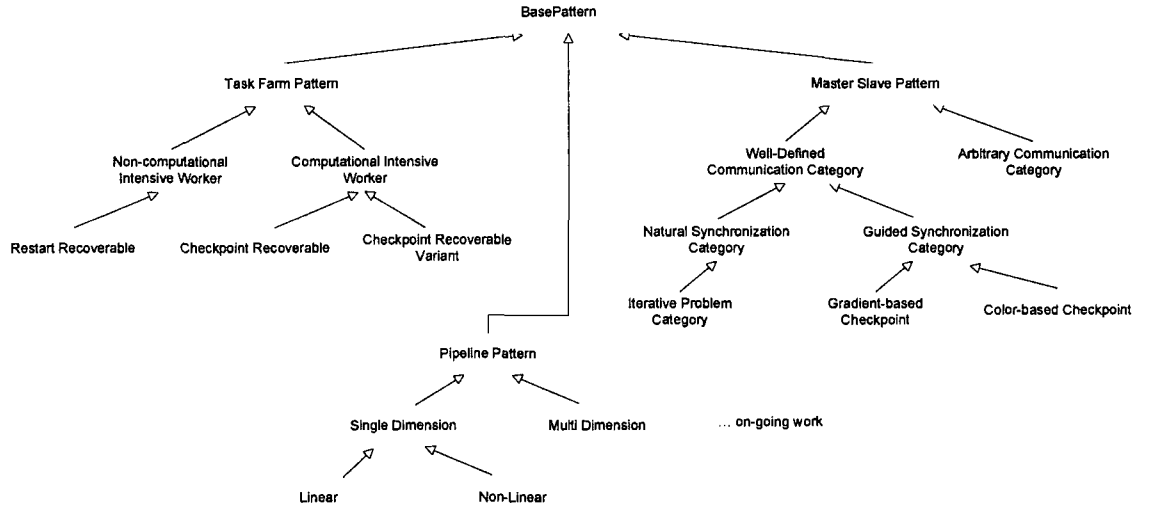 BasePattern
Task Farm Pattern
Master Slave Pattern
Non-computational
Intensive Worker
Computational Intensive
Worker
Well-Defined
Communication Category
Arbitrary Communication
Category
Restart Recoverable
Checkpoint Recoverable
Checkpoint Recoverable
Variant
Natural Synchronization
Category
Guided Synchronization
Category
Iterative Problem
Category
Gradient-based
Checkpoint
Color-based Checkpoint
Pipeline Pattern
Single Dimension
Multi Dimension
... on-going work
Linear
Non-Linear